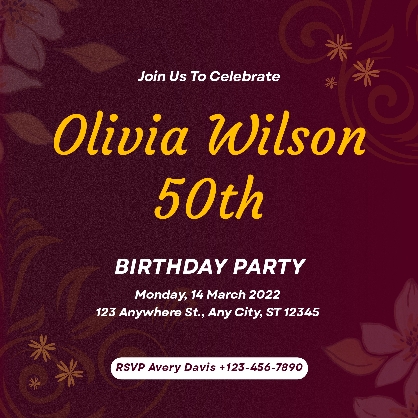 Join Us To Celebrate
Olivia Wilson
50th
BIRTHDAY PARTY
Monday, 14 March 2022
123 Anywhere St., Any City, ST 12345
RSVP Avery Davis +123-456-7890